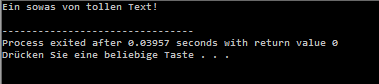 Ein sowas von tollen Text!
--------------------------------
Process exited after 0.03957 seconds with return value 0
Drücken Sie eine beliebige Taste . . .